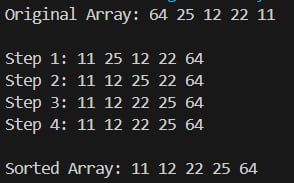 Original Array: 64 25 12 22 11
Step 1: 11 25 12 22 64
Step 2: 11 12 25 22 64
Step 3: 11 12 22 25 64
Step 4: 11 12 22 25 64
Sorted Array: 11 12 22 25 64